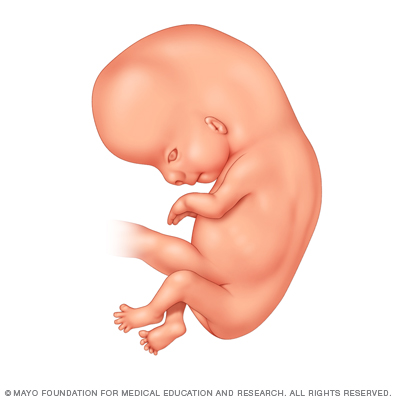 © MAYO FOUNDATION FOR MEDICAL EDUCATION AND RESEARCH. ALL RIGHTS RESERVED.